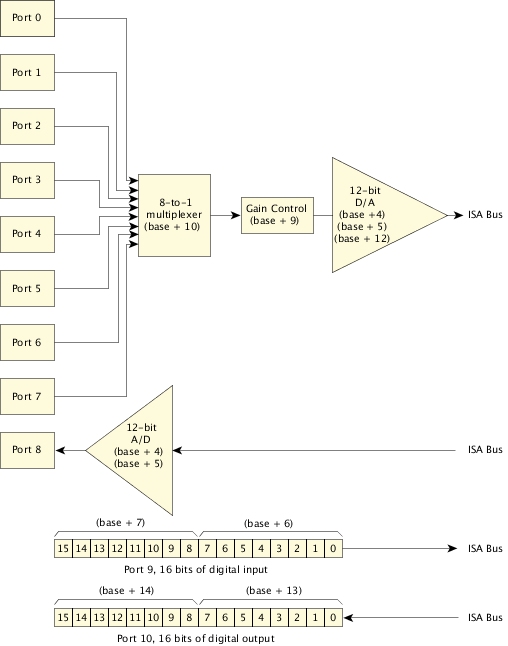 Port 0
Port 1
Port 2
Port 3
Port 4
Port 5
Port 6
Port 7
8-to-1
multiplexer
(base + 10)
Gain Control
(base + 9)
12-bit
D/A
(base +4)
(base + 5)
(base + 12)
ISA Bus
Port 8
12-bit
A/D
(base + 4)
(base + 5)
ISA Bus
(base + 7) (base + 6)
15 14 13 12 11 10 9 8 7 6 5 4 3 2 1 0 ISA Bus
Port 9, 16 bits of digital input
(base + 14) (base + 13)
15 14 13 12 11 10 9 8 7 6 5 4 3 2 1 0 ISA Bus
Port 10, 16 bits of digital output